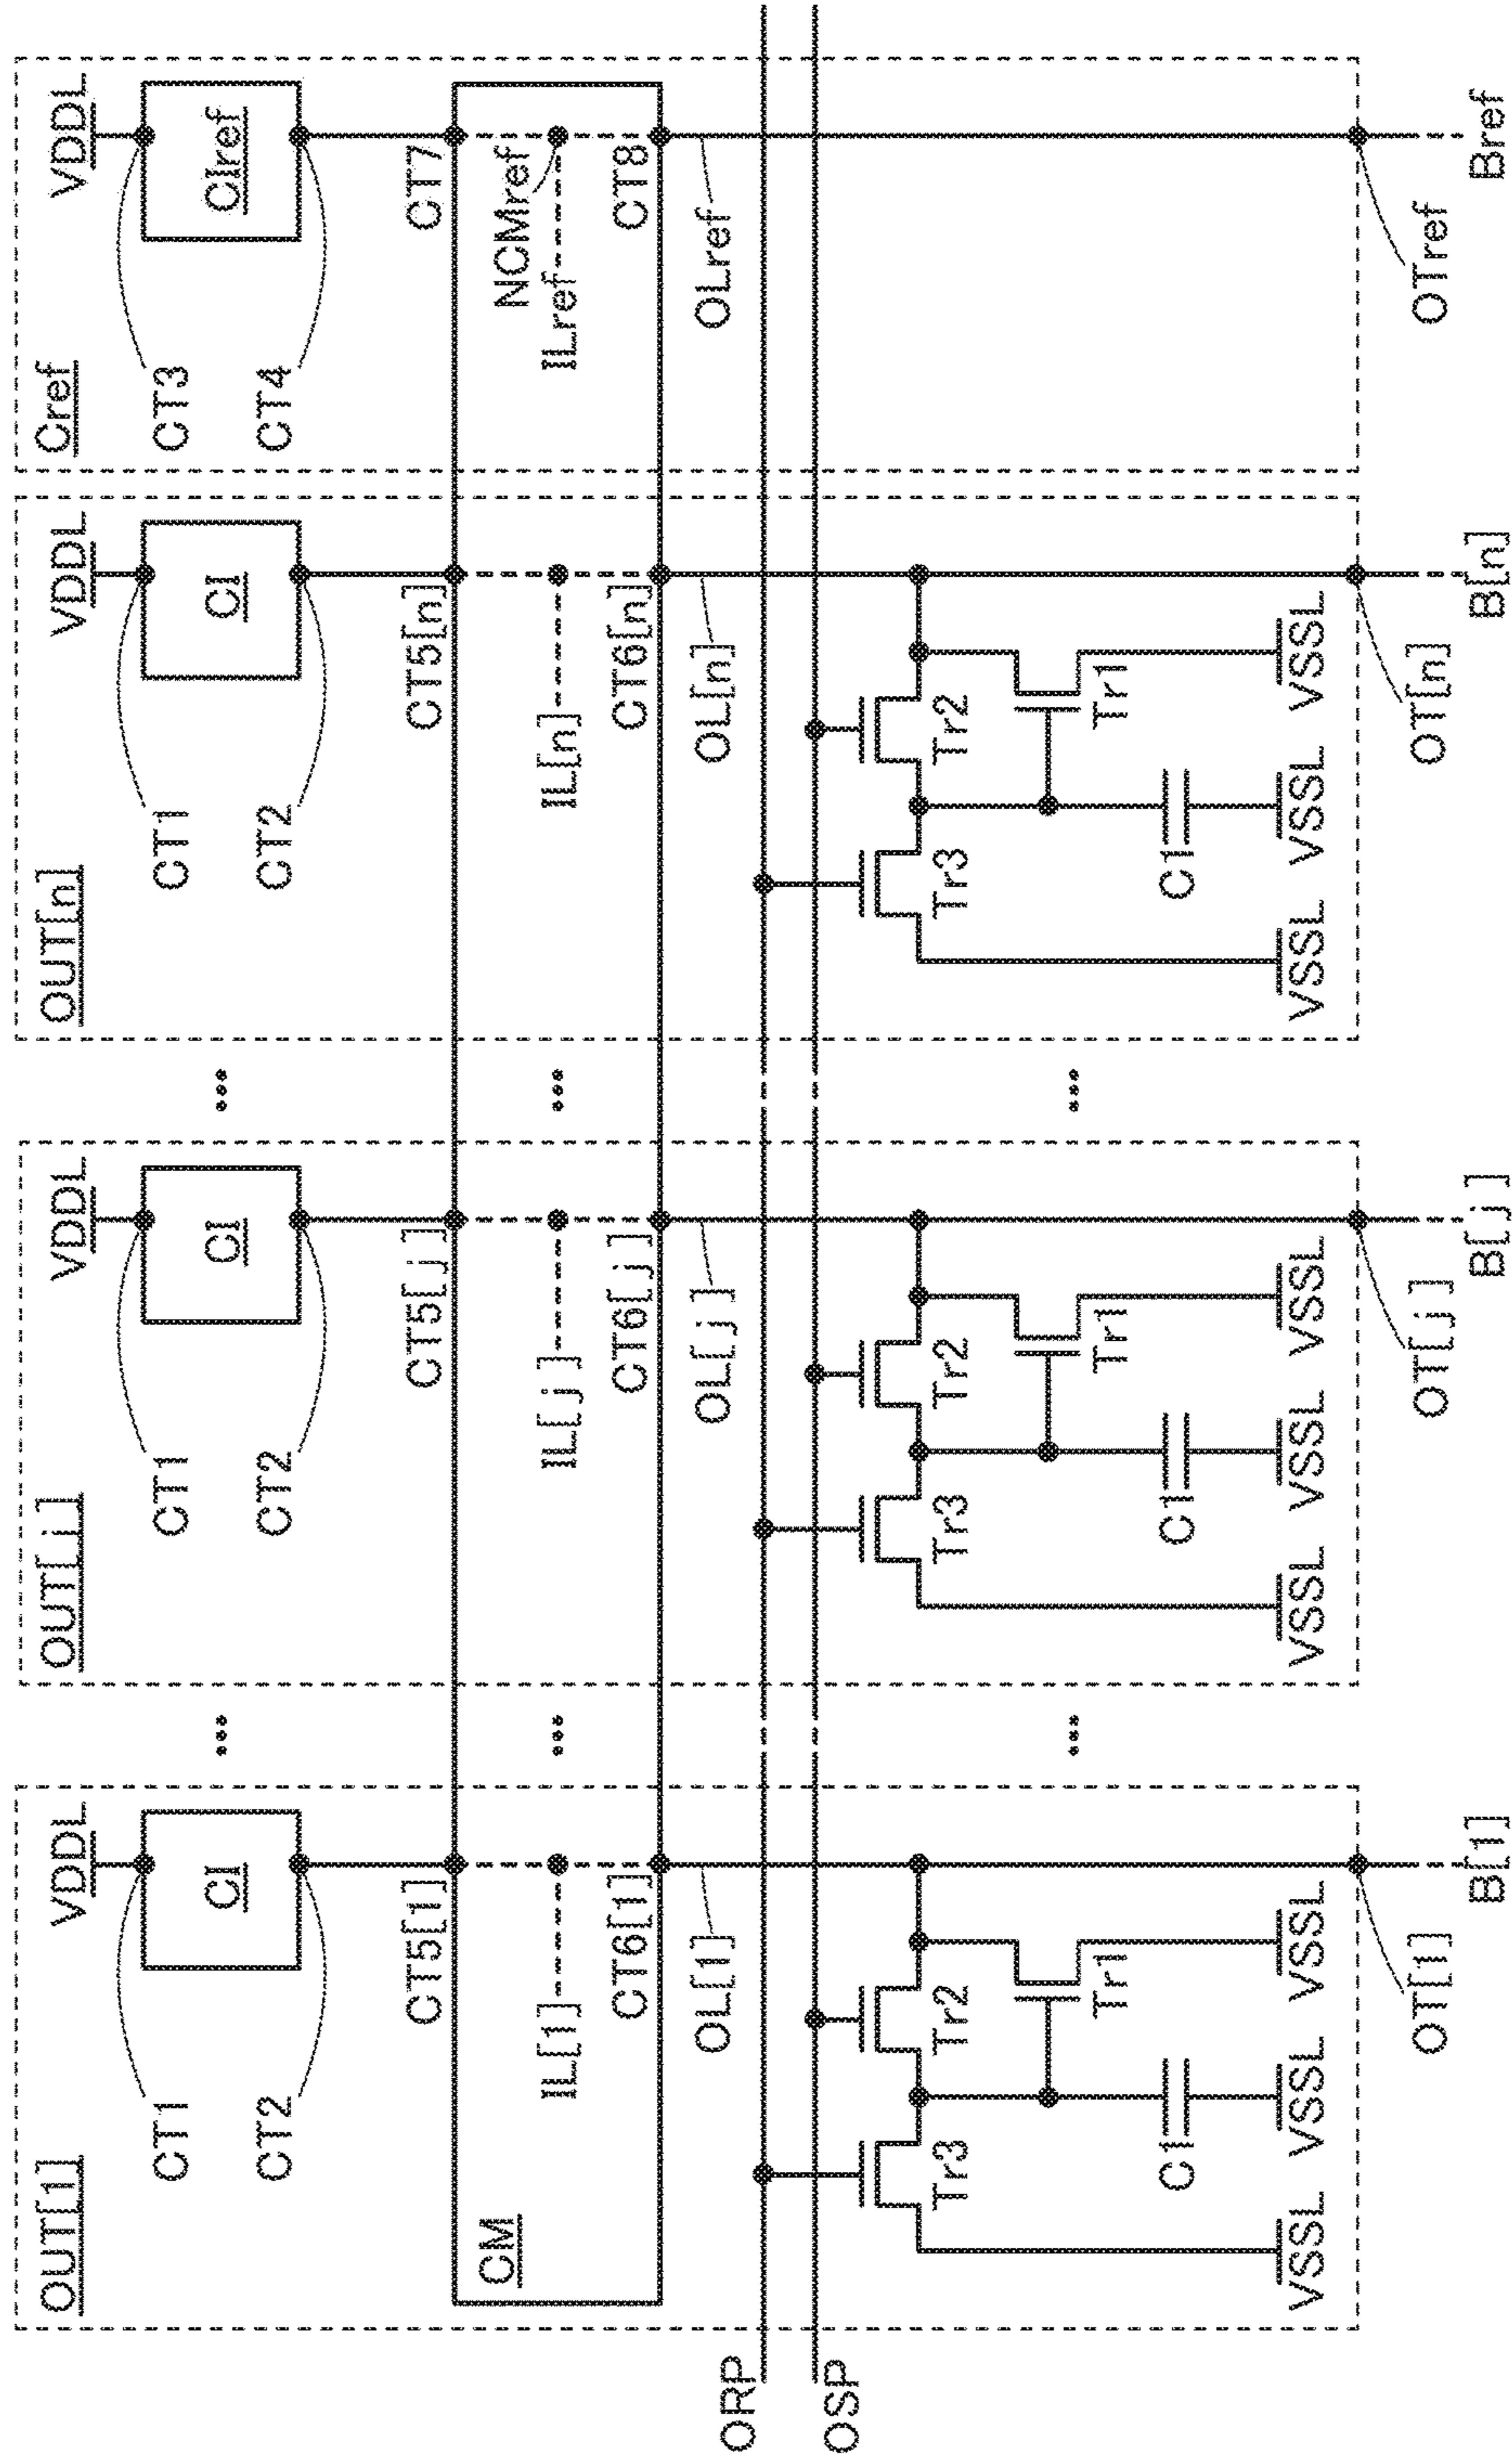 OUT[1]
VDDL
CI
CT1
CT2
CT5[1]
CM
IL[1]
CT6[1]
OL[1]
ORP
OSP
Tr3
Tr2
Tr1
C1
VSSL
VSSL
VSSL
OT[1]
B[1]
...
...
...
OUT[j]
VDDL
CI
CT1
CT2
CT5[j]
IL[j]
CT6[j]
OL[j]
Tr3
Tr2
Tr1
C1
VSSL
VSSL
VSSL
OT[j]
B[j]
...
...
...
OUT[n]
VDDL
CI
CT1
CT2
CT5[n]
IL[n]
CT6[n]
OL[n]
Tr3
Tr2
Tr1
C1
VSSL
VSSL
VSSL
OT[n]
B[n]
Cref
VDDL
CIref
CT3
CT4
CT7
NCMref
ILref
CT8
OLref
OTref
Bref